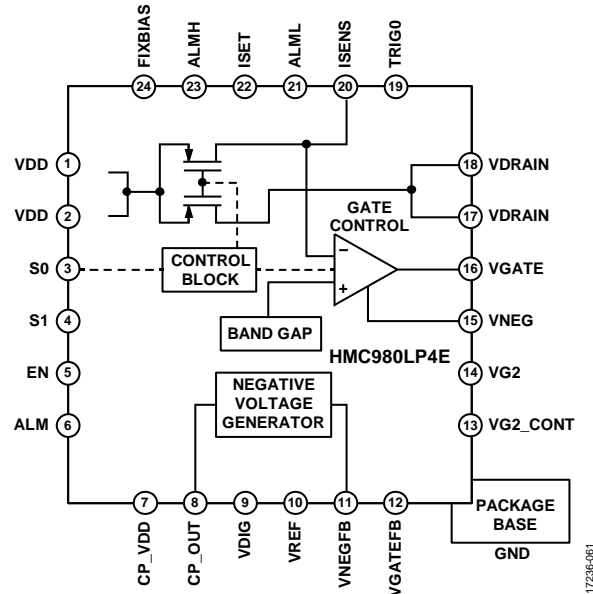 FIXBIAS
ALMH
ISET
ALML
ISENS
TRIG0
24
23
22
21
20
19
VDD 1
18 VDRAIN
VDD 2
17 VDRAIN
GATE
CONTROL
S0 3
CONTROL
BLOCK
–
+
16 VGATE
S1 4
BAND GAP
15 VNEG
HMC980LP4E
EN 5
14 VG2
NEGATIVE
VOLTAGE
GENERATOR
ALM 6
13 VG2_CONT
7
8
9
10
11
12
CP_VDD
CP_OUT
VDIG
VREF
VNEGFB
VGATEFB
PACKAGE
BASE
GND
17236-061